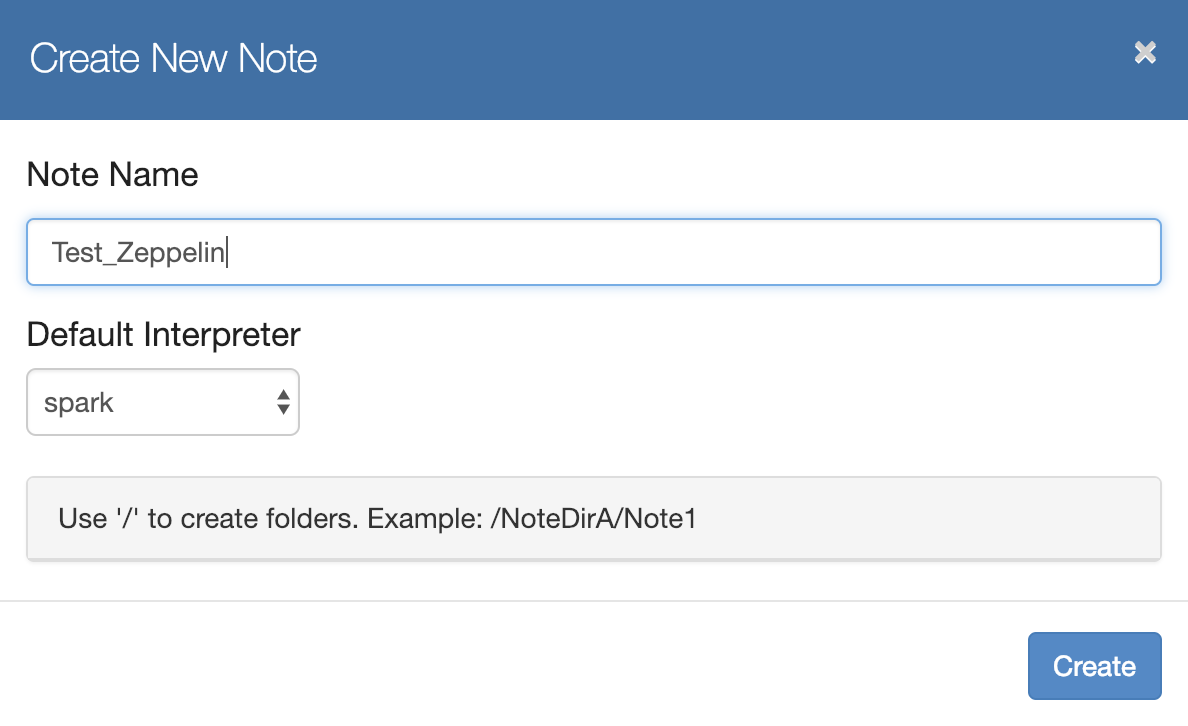 Create New Note
Note Name
Test_Zeppelin
Default Interpreter
spark
Use '/' to create folders. Example: /NoteDirA/Note1
Create